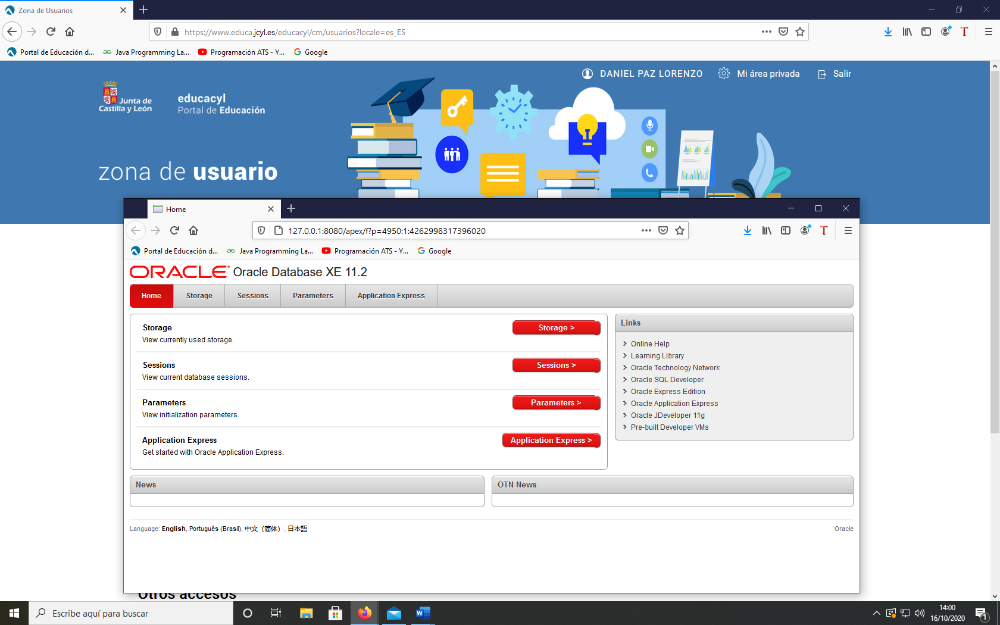 Zona de Usuarios
https://www.educa.jcyl.es/educacyl/cm/usuarios?locale=es_ES
Portal de Educación d...
Java Programming La...
Programación ATS - Y...
Google
DANIEL PAZ LORENZO
Mi área privada
Salir
Junta de
Castilla y León
educacyl
Portal de Educación
zona de usuario
Home
127.0.0.1:8080/apex/f?p=4950:1:4262998317396020
Portal de Educación d...
Java Programming La...
Programación ATS - Y...
Google
ORACLE Oracle Database XE 11.2
Home
Storage
Sessions
Parameters
Application Express
Storage
View currently used storage.
Storage >
Sessions
View current database sessions.
Sessions >
Parameters
View initialization parameters.
Parameters >
Application Express
Get started with Oracle Application Express.
Application Express >
Links
Online Help
Learning Library
Oracle Technology Network
Oracle SQL Developer
Oracle Express Edition
Oracle Application Express
Oracle JDeveloper 11g
Pre-built Developer VMs
News
OTN News
Language: English, Português (Brasil), 中文 (简体) , 日本語
Oracle
Otros accesos
Escribe aquí para buscar
14:00
16/10/2020
1